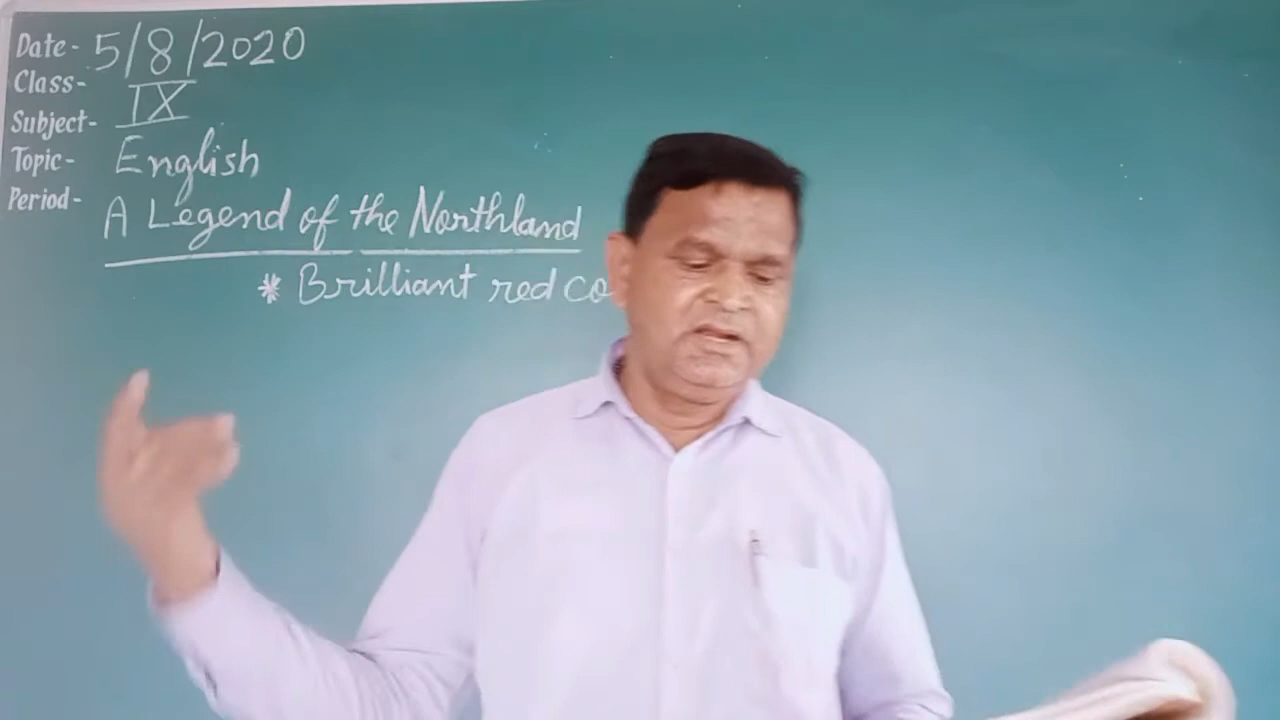 Date- 5/8/2020
Class- IX
Subject- English
Topic- A Legend of the Northland
Period-
* Brilliant red co